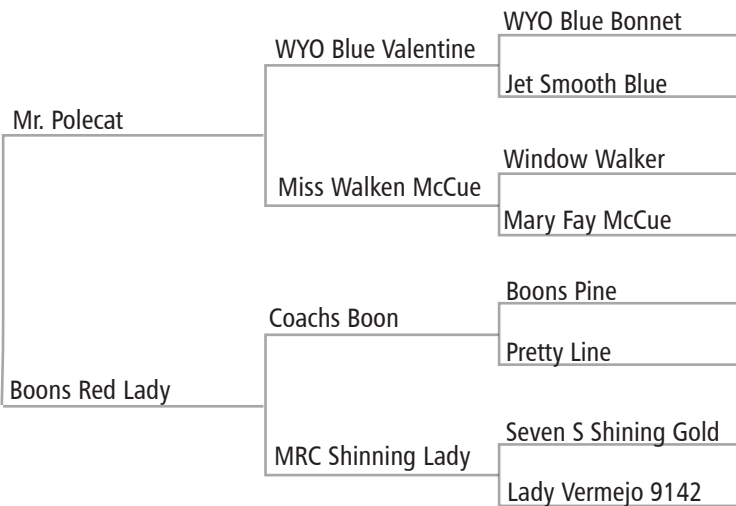 WYO Blue Bonnet
WYO Blue Valentine
Jet Smooth Blue
Mr. Polecat
Window Walker
Miss Walken McCue
Mary Fay McCue
Boons Pine
Coachs Boon
Pretty Line
Boons Red Lady
Seven S Shining Gold
MRC Shinning Lady
Lady Vermejo 9142